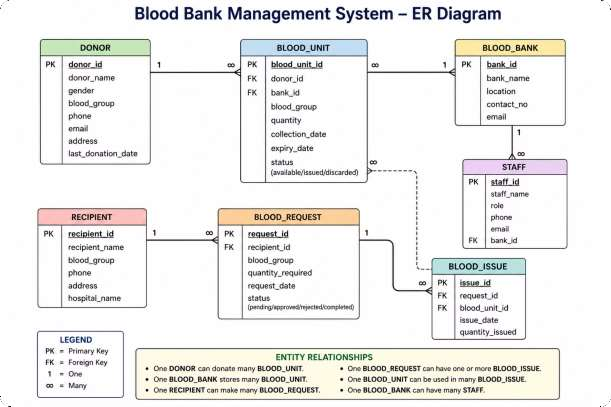 Blood Bank Management System – ER Diagram
DONOR
PK donor_id
donor_name
gender
blood_group
phone
email
address
last_donation_date
1
∞
BLOOD_UNIT
PK blood_unit_id
FK donor_id
FK bank_id
blood_group
quantity
collection_date
expiry_date
status
(available/issued/discarded)
∞
1
BLOOD_BANK
PK bank_id
bank_name
location
contact_no
email
1
∞
STAFF
PK staff_id
staff_name
role
phone
email
FK bank_id
∞
RECIPIENT
PK recipient_id
recipient_name
blood_group
phone
address
hospital_name
1
∞
BLOOD_REQUEST
PK request_id
FK recipient_id
blood_group
quantity_required
request_date
status
(pending/approved/rejected/completed)
1
∞
BLOOD_ISSUE
PK issue_id
FK request_id
FK blood_unit_id
issue_date
quantity_issued
LEGEND
PK = Primary Key
FK = Foreign Key
1 = One
∞ = Many
ENTITY RELATIONSHIPS
• One DONOR can donate many BLOOD_UNIT.
• One BLOOD_BANK stores many BLOOD_UNIT.
• One RECIPIENT can make many BLOOD_REQUEST.
• One BLOOD_REQUEST can have one or more BLOOD_ISSUE.
• One BLOOD_UNIT can be used in many BLOOD_ISSUE.
• One BLOOD_BANK can have many STAFF.